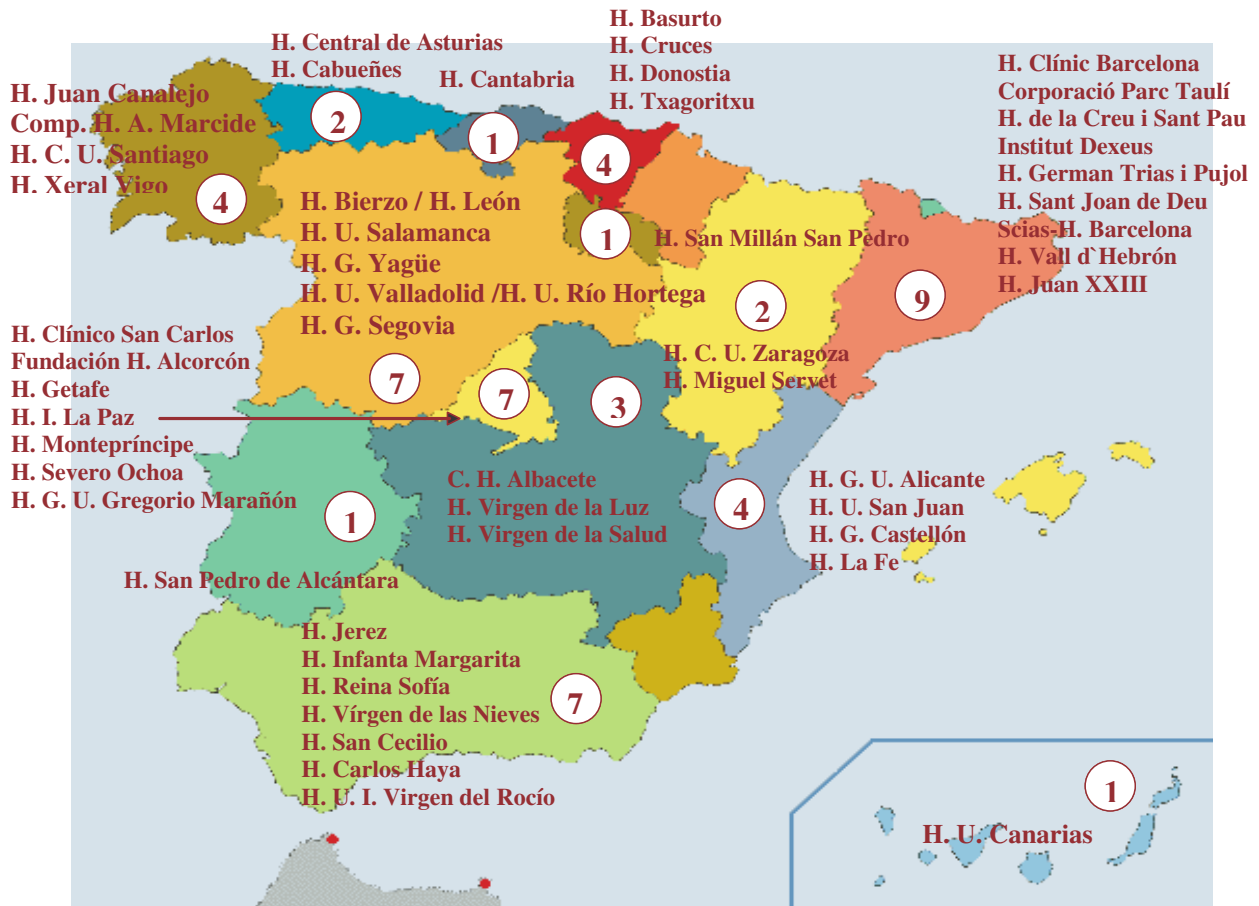 H. Basurto
H. Cruces
H. Donostia
H. Txagoritxu
H. Central de Asturias
H. Cabueñes
H. Cantabria
H. Clínic Barcelona
Corporació Parc Taulí
H. de la Creu i Sant Pau
Institut Dexeus
H. German Trias i Pujol
H. Sant Joan de Deu
Scias-H. Barcelona
H. Vall d`Hebrón
H. Juan XXIII
H. Juan Canalejo
Comp. H. A. Marcide
H. C. U. Santiago
H. Xeral Vigo
2
1
4
4
1
H. Bierzo / H. León
H. U. Salamanca
H. G. Yagüe
H. U. Valladolid /H. U. Río Hortega
H. G. Segovia
H. San Millán San Pedro
2
9
H. C. U. Zaragoza
H. Miguel Servet
H. Clínico San Carlos
Fundación H. Alcorcón
H. Getafe
H. I. La Paz
H. Montepríncipe
H. Severo Ochoa
H. G. U. Gregorio Marañón
7
7
3
C. H. Albacete
H. Virgen de la Luz
H. Virgen de la Salud
4
H. G. U. Alicante
H. U. San Juan
H. G. Castellón
H. La Fe
1
H. San Pedro de Alcántara
H. Jerez
H. Infanta Margarita
H. Reina Sofía
H. Vírgen de las Nieves
H. San Cecilio
H. Carlos Haya
H. U. I. Virgen del Rocío
7
1
H. U. Canarias